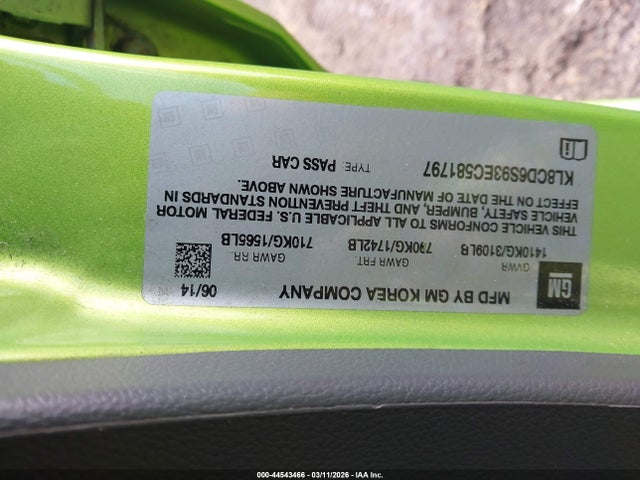 GM
MFD BY GM KOREA COMPANY 06/14
GVWR GAWR FRT. GAWR RR.
1410KG/3109LB 790KG/1742LB 710KG/1565LB
THIS VEHICLE CONFORMS TO ALL APPLICABLE U.S. FEDERAL MOTOR
VEHICLE SAFETY, BUMPER, AND THEFT PREVENTION STANDARDS IN
EFFECT ON THE DATE OF MANUFACTURE SHOWN ABOVE.
KL8CD6S93EC581797 TYPE: PASS CAR
000-44543466 - 03/11/2026 - IAA Inc.